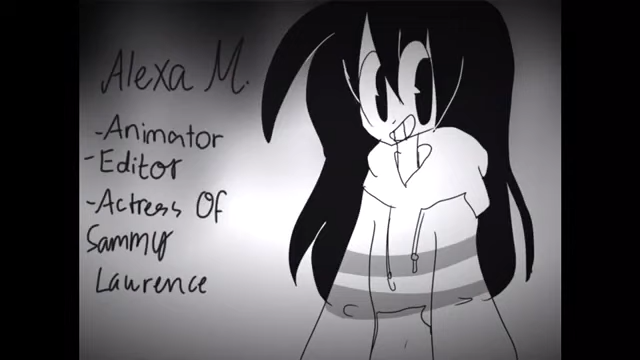 Alexa M.
-Animator
-Editor
-Actress Of
Sammy
Lawrence